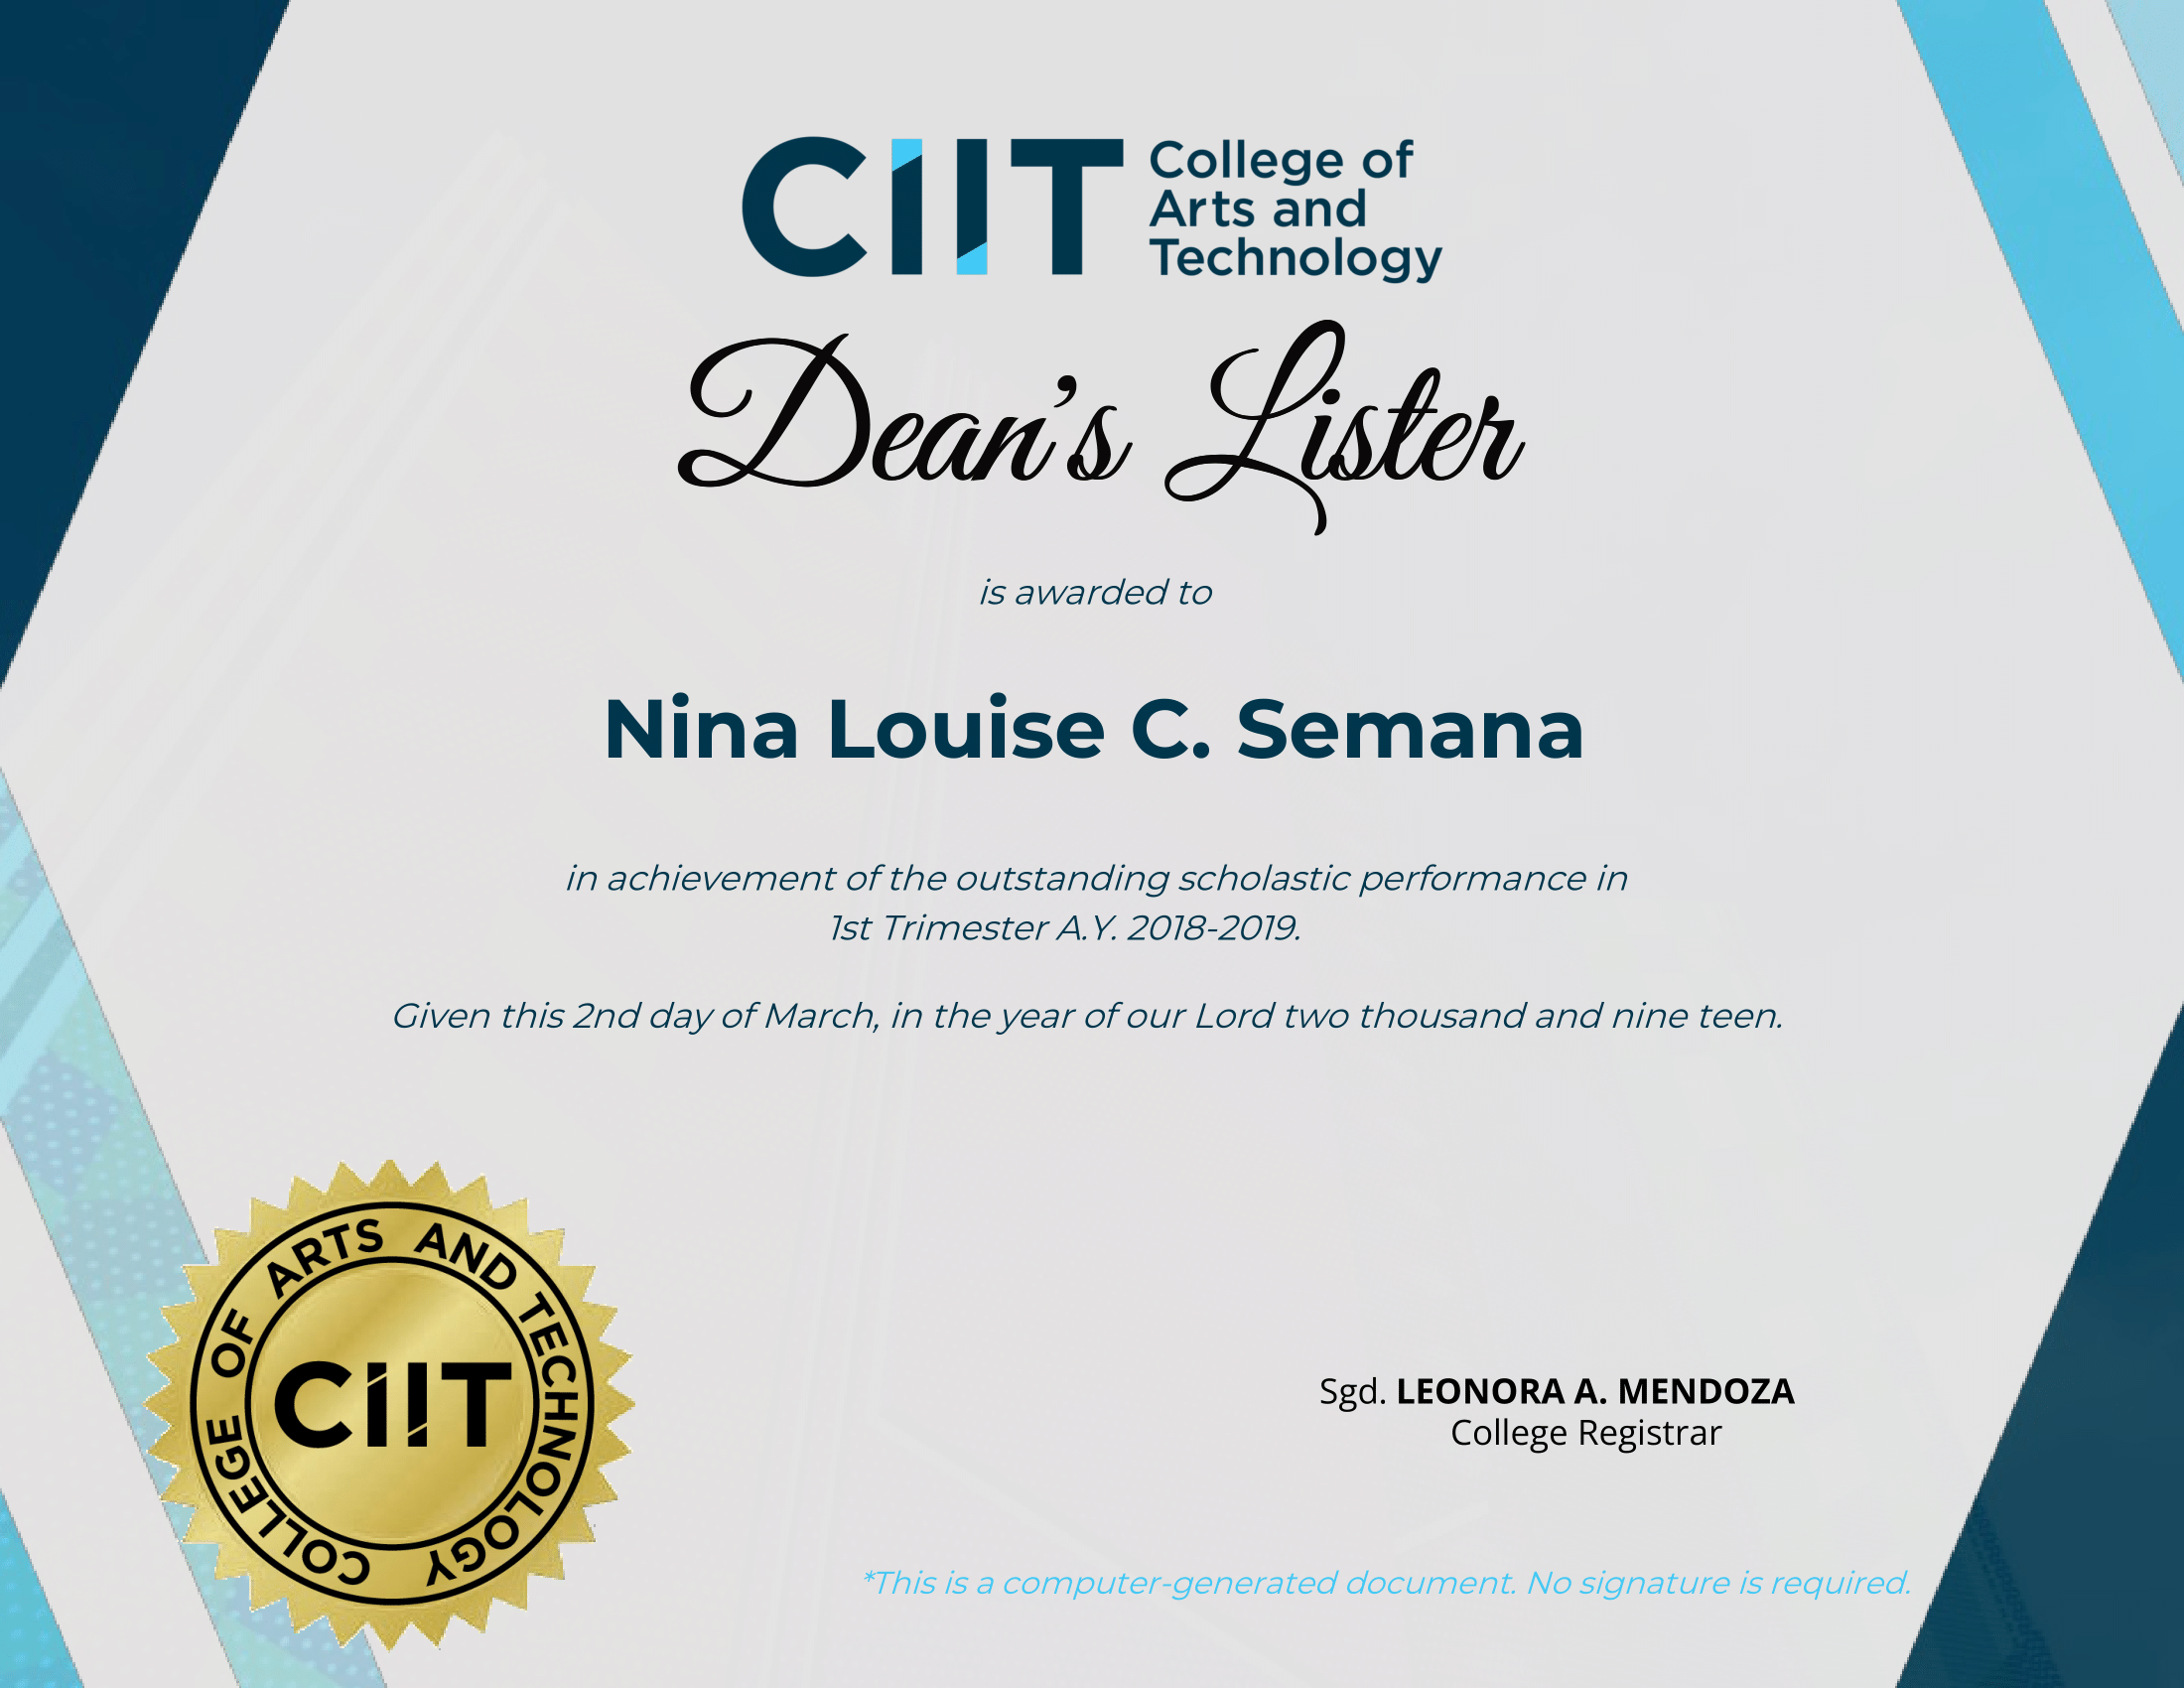 CIIT College of
Arts and
Technology
Dean's Lister
is awarded to
Nina Louise C. Semana
in achievement of the outstanding scholastic performance in
1st Trimester A.Y. 2018-2019.
Given this 2nd day of March, in the year of our Lord two thousand and nine teen.
COLLEGE OF ARTS AND TECHNOLOGY
CIIT
Sgd. LEONORA A. MENDOZA
College Registrar
*This is a computer-generated document. No signature is required.